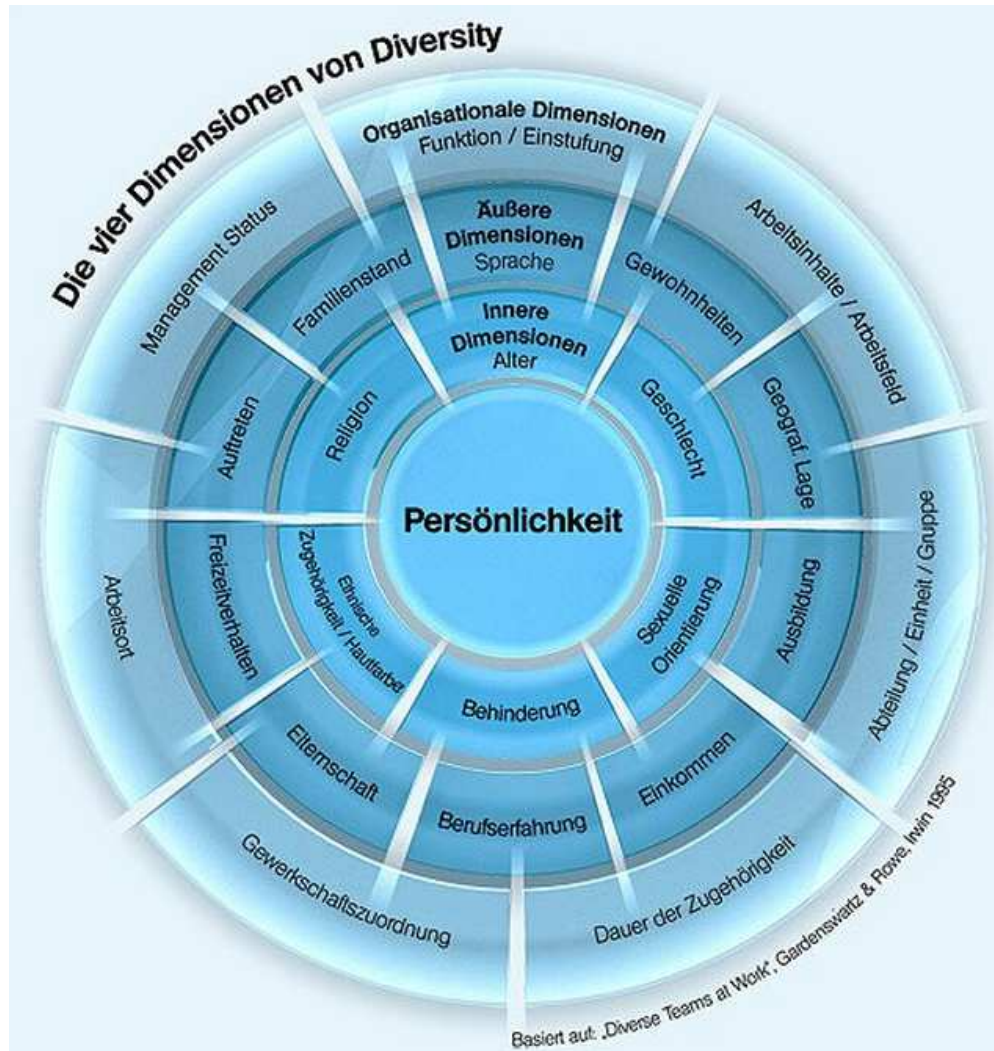 Die vier Dimensionen von Diversity
Organisationale Dimensionen
Funktion / Einstufung
Arbeitsinhalte / Arbeitsfeld
Abteilung / Einheit / Gruppe
Dauer der Zugehörigkeit
Gewerkschaftszuordnung
Arbeitsort
Management Status
Äußere
Dimensionen
Sprache
Gewohnheiten
Geograf. Lage
Ausbildung
Einkommen
Berufserfahrung
Elternschaft
Freizeitverhalten
Auftreten
Familienstand
Innere
Dimensionen
Alter
Geschlecht
Sexuelle
Orientierung
Behinderung
Ethnische
Zugehörigkeit / Hautfarbe
Religion
Persönlichkeit
Basiert auf: „Diverse Teams at Work“, Gardenswartz & Rowe, Irwin 1995